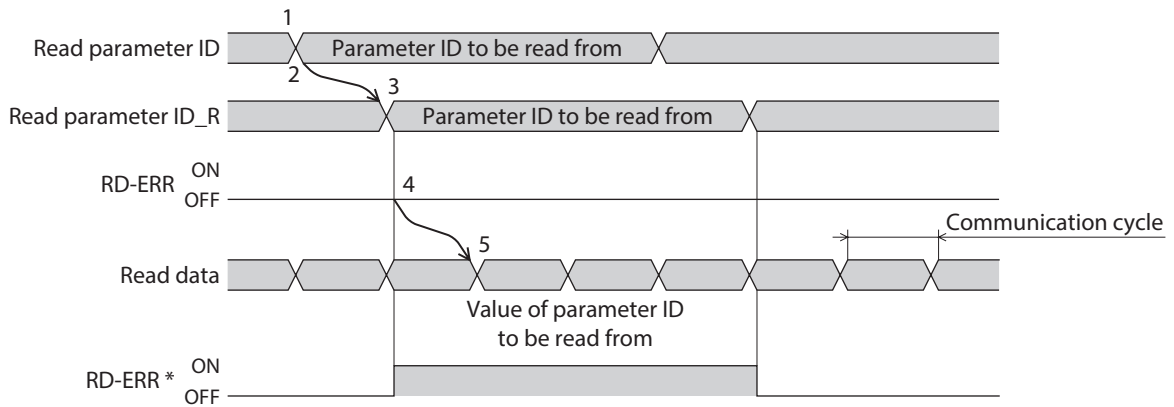 1
Read parameter ID
Parameter ID to be read from
2
3
Read parameter ID_R
Parameter ID to be read from
RD-ERR
ON
OFF
4
Communication cycle
5
Read data
Value of parameter ID
to be read from
RD-ERR *
ON
OFF